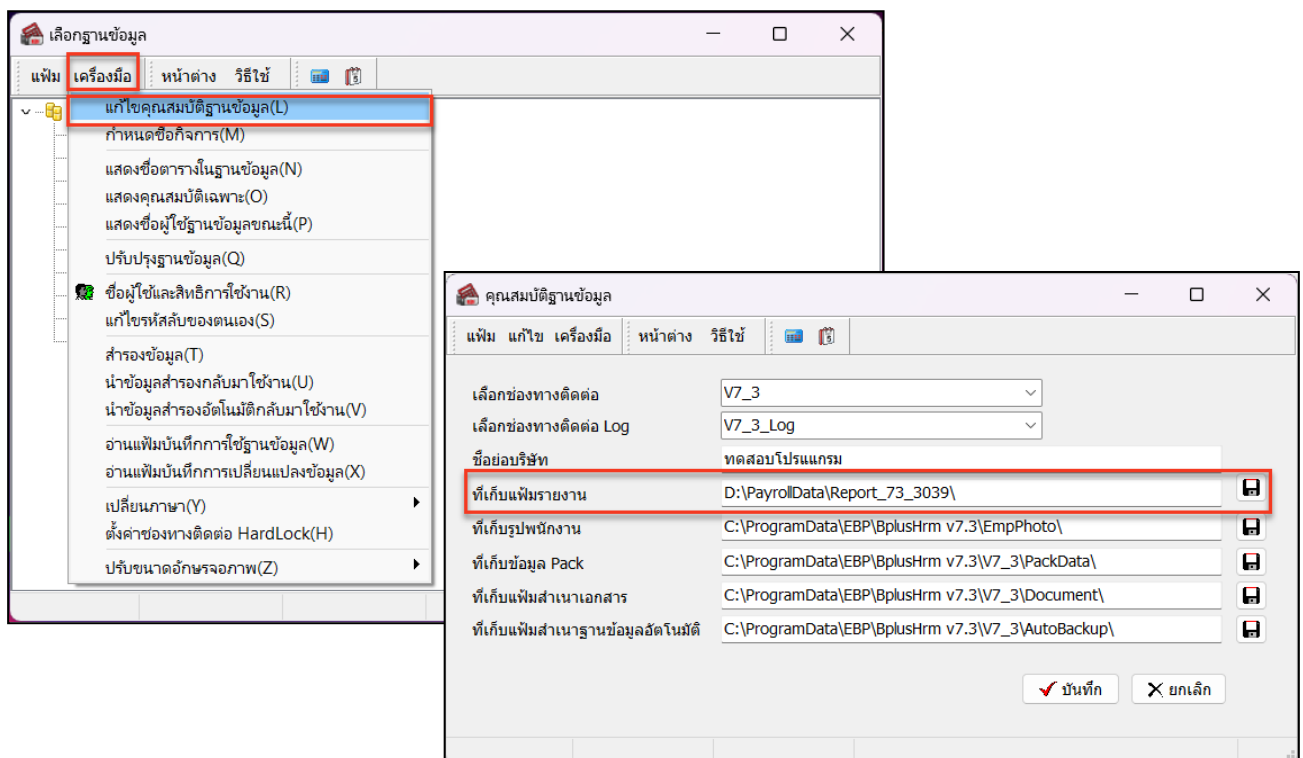 เลือกฐานข้อมูล
แฟ้ม เครื่องมือ หน้าต่าง วิธีใช้
แก้ไขคุณสมบัติฐานข้อมูล(L)
กำหนดชื่อกิจการ(M)
แสดงชื่อตารางในฐานข้อมูล(N)
แสดงคุณสมบัติเฉพาะ(O)
แสดงชื่อผู้ใช้ฐานข้อมูลขณะนี้(P)
ปรับปรุงฐานข้อมูล(Q)
ชื่อผู้ใช้และสิทธิการใช้งาน(R)
แก้ไขรหัสลับของตนเอง(S)
สำรองข้อมูล(T)
นำข้อมูลสำรองกลับมาใช้งาน(U)
นำข้อมูลสำรองอัตโนมัติกลับมาใช้งาน(V)
อ่านแฟ้มบันทึกการใช้ฐานข้อมูล(W)
อ่านแฟ้มบันทึกการเปลี่ยนแปลงข้อมูล(X)
เปลี่ยนภาษา(Y)
ตั้งค่าช่องทางติดต่อ HardLock(H)
ปรับขนาดอักษรจอภาพ(Z)
คุณสมบัติฐานข้อมูล
แฟ้ม แก้ไข เครื่องมือ หน้าต่าง วิธีใช้
เลือกช่องทางติดต่อ V7_3
เลือกช่องทางติดต่อ Log V7_3_Log
ชื่อย่อบริษัท ทดสอบโปรแแกรม
ที่เก็บแฟ้มรายงาน D:\PayrollData\Report_73_3039\
ที่เก็บรูปพนักงาน C:\ProgramData\EBP\BplusHrm v7.3\EmpPhoto\
ที่เก็บข้อมูล Pack C:\ProgramData\EBP\BplusHrm v7.3\V7_3\PackData\
ที่เก็บแฟ้มสำเนาเอกสาร C:\ProgramData\EBP\BplusHrm v7.3\V7_3\Document\
ที่เก็บแฟ้มสำเนาฐานข้อมูลอัตโนมัติ C:\ProgramData\EBP\BplusHrm v7.3\V7_3\AutoBackup\
บันทึก ยกเลิก